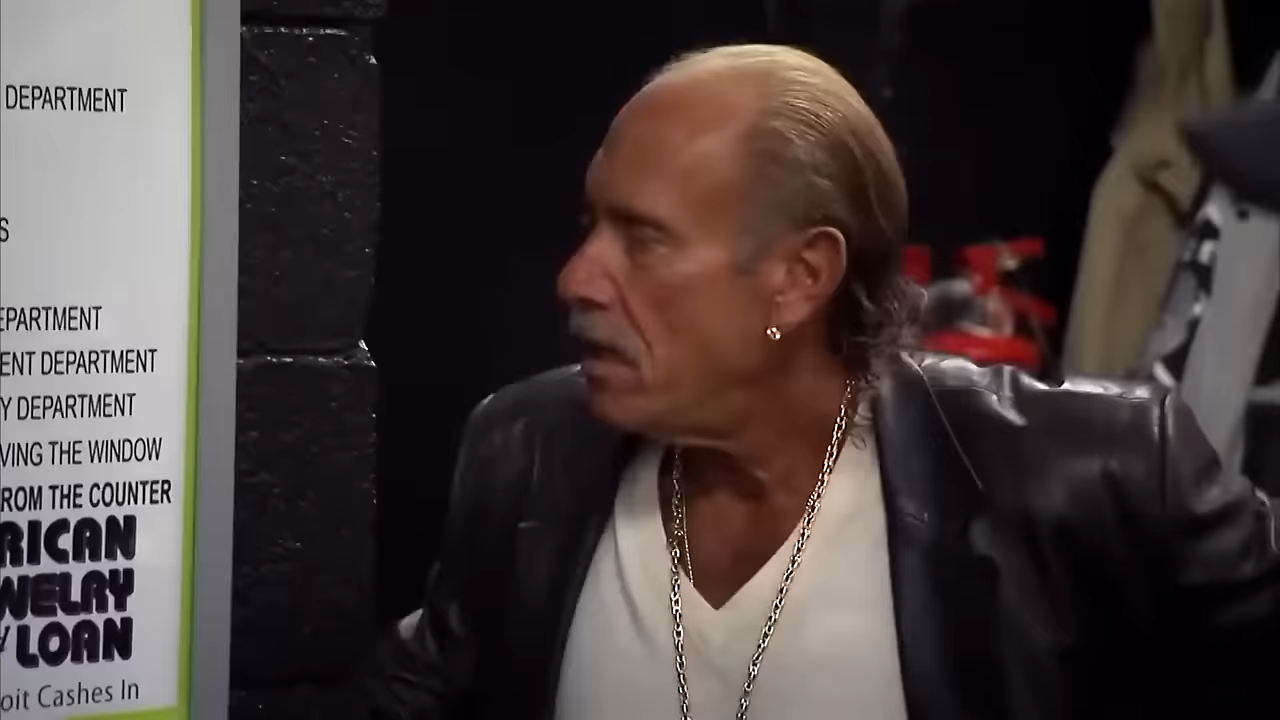 DEPARTMENT
S
EPARTMENT
ENT DEPARTMENT
Y DEPARTMENT
VING THE WINDOW
ROM THE COUNTER
RICAN
WELRY
LOAN
oit Cashes In